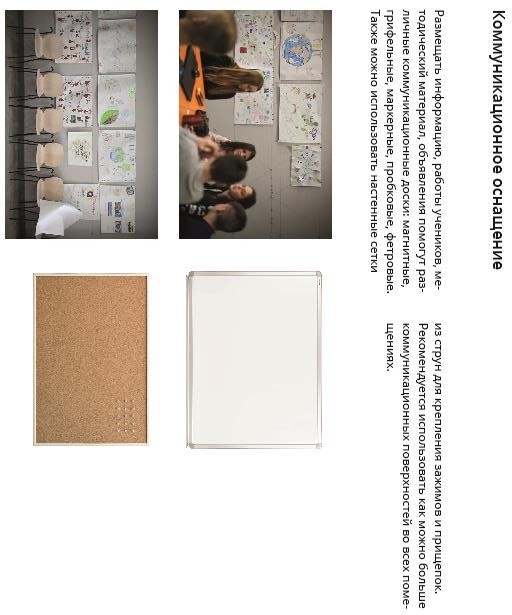 Коммуникационное оснащение
Размещать информацию, работы учеников, ме-
тодический материал, объявления помогут раз-
личные коммуникационные доски: магнитные,
грифельные, маркерные, пробковые, фетровые.
Также можно использовать настенные сетки
из струн для крепления зажимов и прищепок.
Рекомендуется использовать как можно больше
коммуникационных поверхностей во всех поме-
щениях.